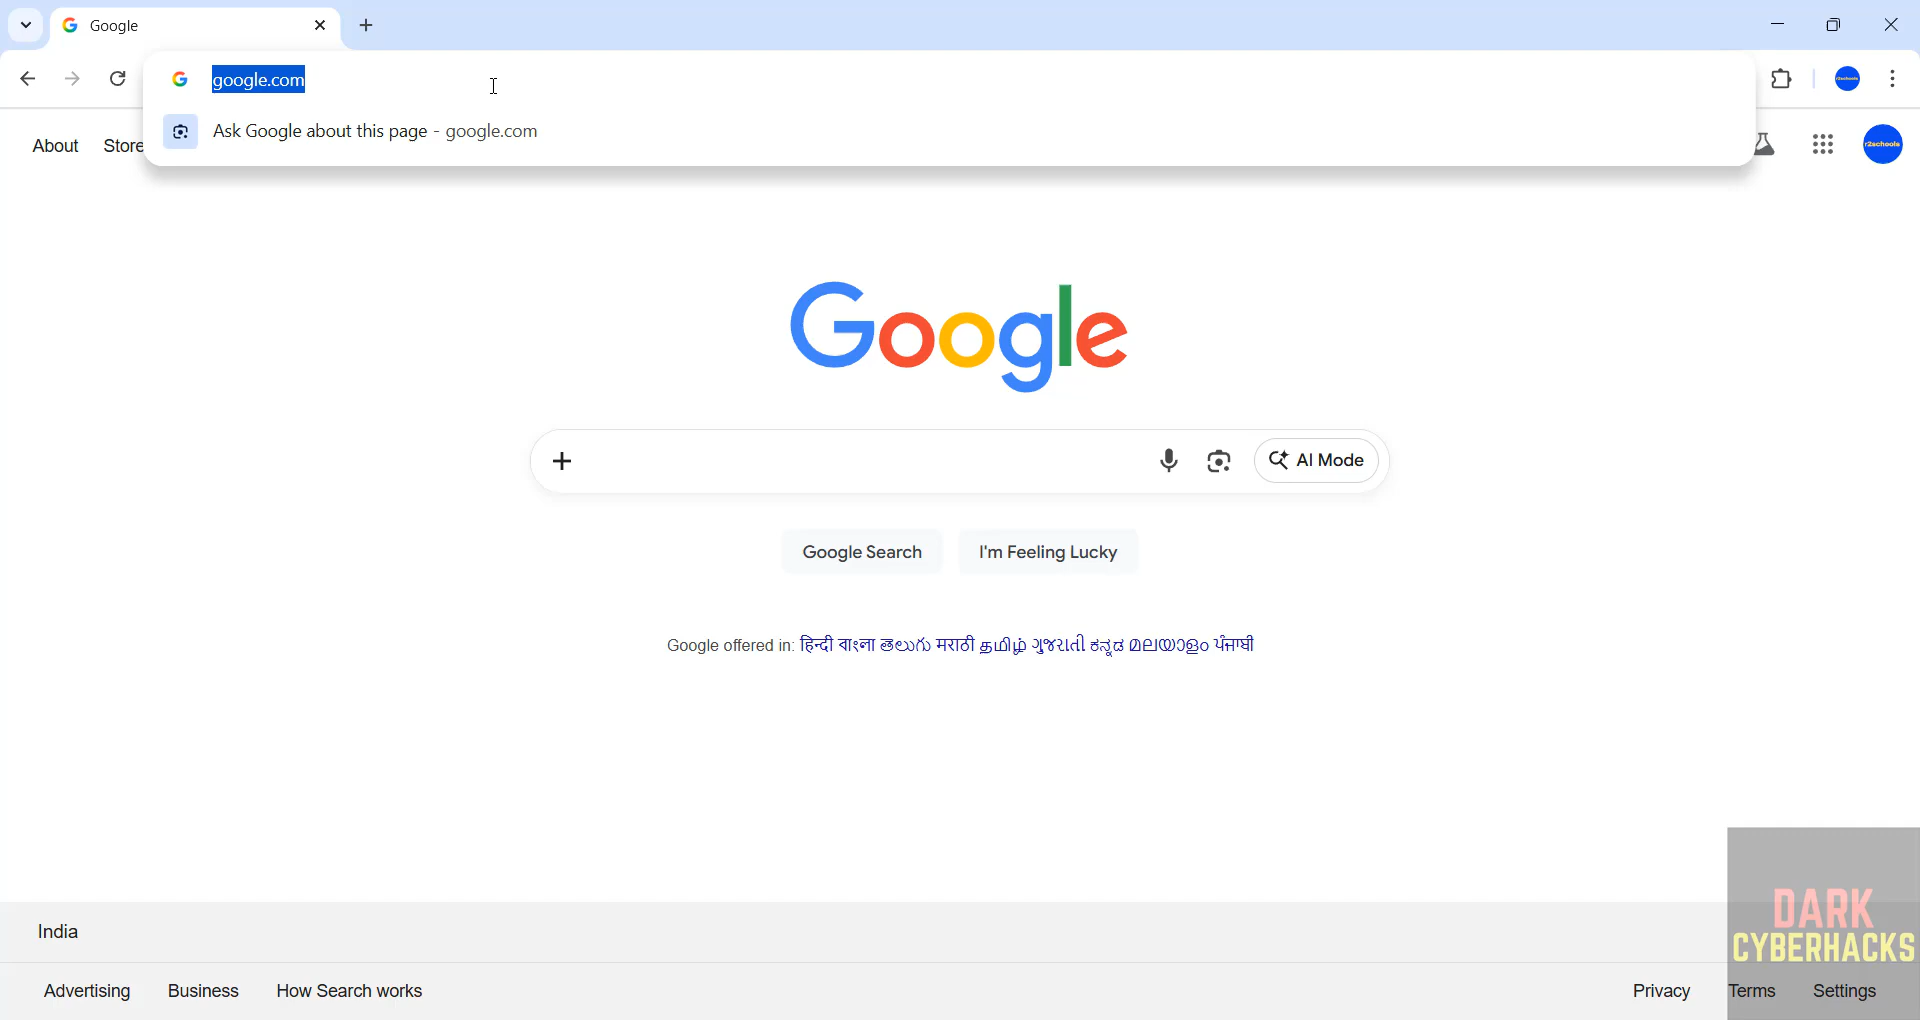 Google
google.com
Ask Google about this page - google.com
About Store
r2schools
Google
AI Mode
Google Search I'm Feeling Lucky
Google offered in: हिन्दी বাংলা తెలుగు मराठी தமிழ் ગુજરાતી ಕನ್ನಡ മലയാളം ਪੰਜਾਬੀ
India
DARK
CYBERHACKS
Advertising Business How Search works Privacy Terms Settings